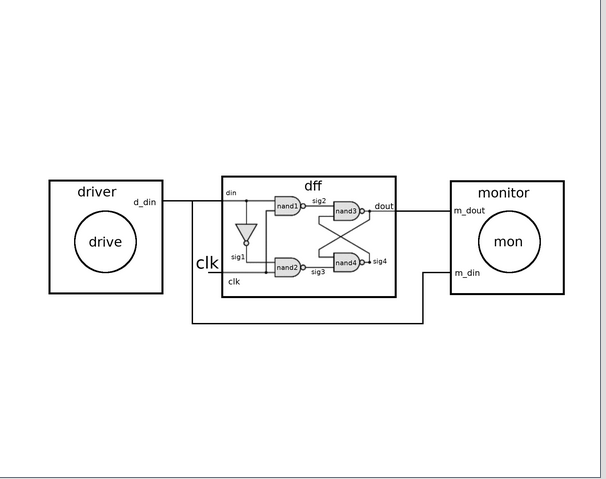 driver
d_din
drive
dff
din
nand1
sig2
nand3
dout
sig1
clk
nand2
sig3
nand4
sig4
clk
monitor
m_dout
mon
m_din